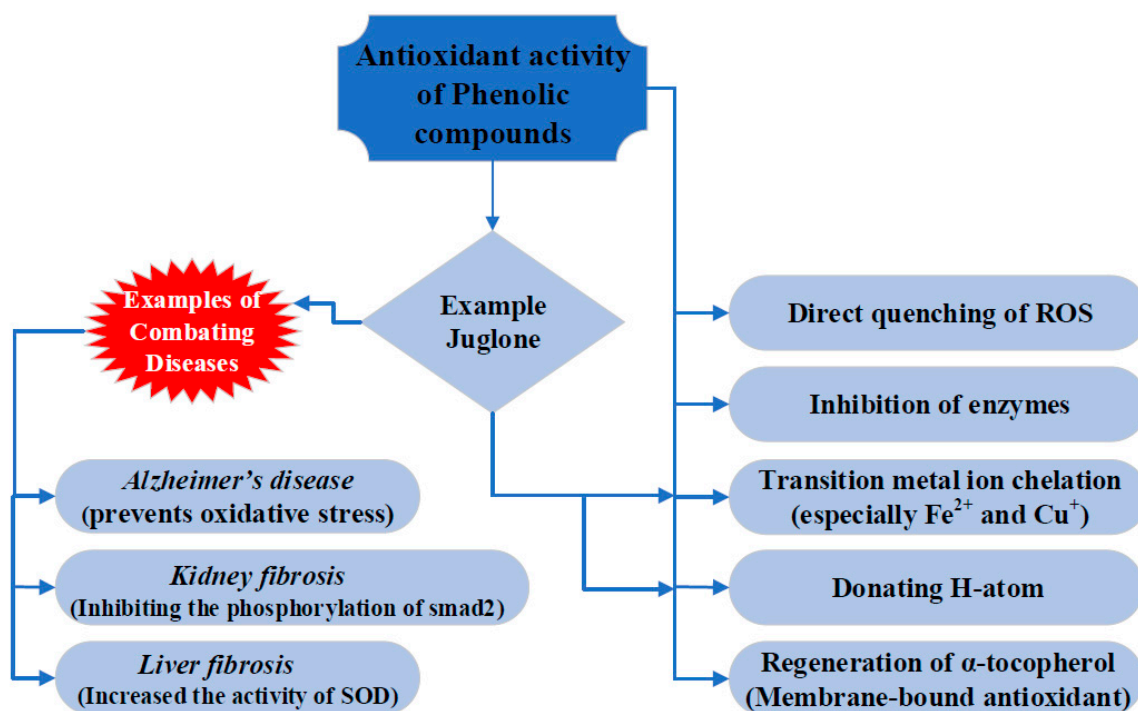 Antioxidant activity
of Phenolic
compounds
Example
Juglone
Examples of
Combating
Diseases
Alzheimer’s disease
(prevents oxidative stress)
Kidney fibrosis
(Inhibiting the phosphorylation of smad2)
Liver fibrosis
(Increased the activity of SOD)
Direct quenching of ROS
Inhibition of enzymes
Transition metal ion chelation
(especially Fe²⁺ and Cu⁺)
Donating H-atom
Regeneration of α-tocopherol
(Membrane-bound antioxidant)